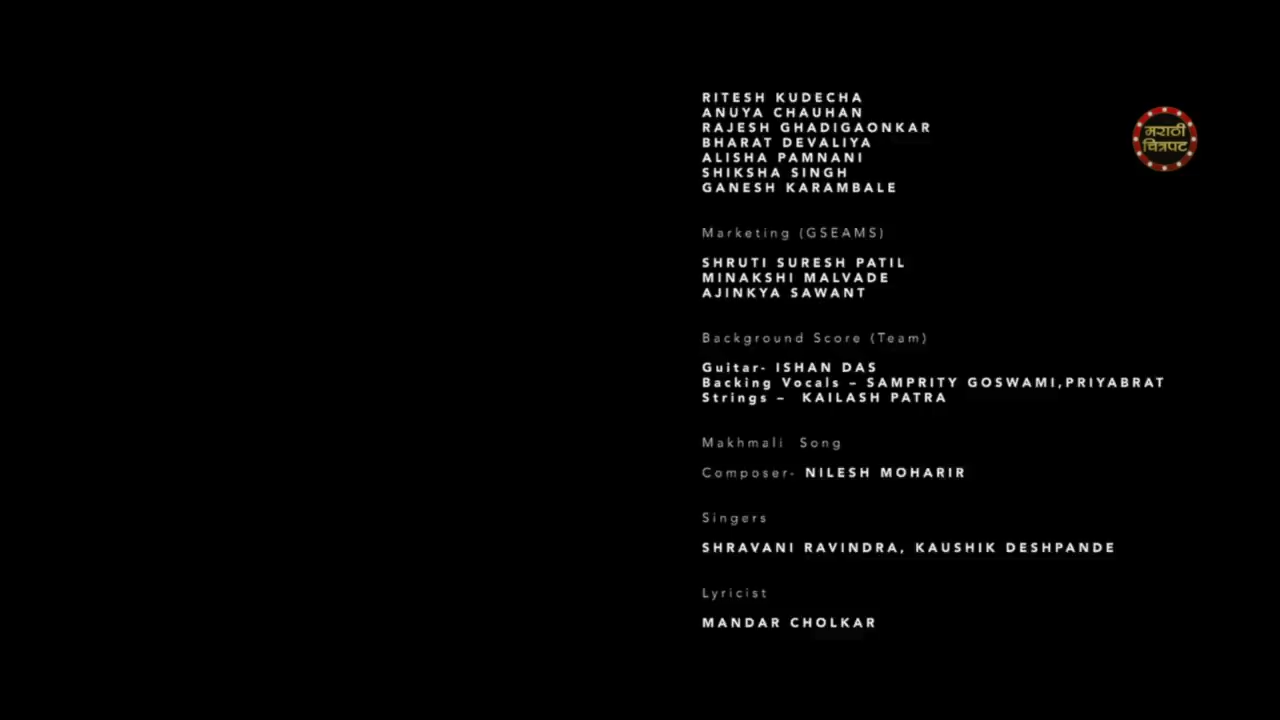 RITESH KUDECHA
ANUYA CHAUHAN
RAJESH GHADIGAONKAR
BHARAT DEVALIYA
ALISHA PAMNANI
SHIKSHA SINGH
GANESH KARAMBALE
मराठी
चित्रपट
Marketing (GSEAMS)
SHRUTI SURESH PATIL
MINAKSHI MALVADE
AJINKYA SAWANT
Background Score (Team)
Guitar- ISHAN DAS
Backing Vocals – SAMPRITY GOSWAMI,PRIYABRAT
Strings – KAILASH PATRA
Makhmali Song
Composer- NILESH MOHARIR
Singers
SHRAVANI RAVINDRA, KAUSHIK DESHPANDE
Lyricist
MANDAR CHOLKAR